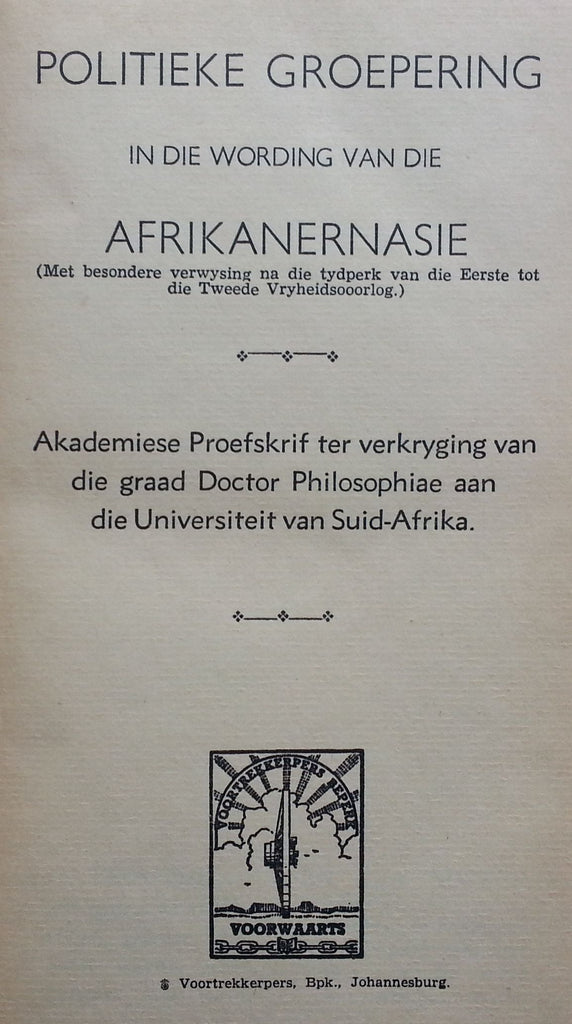 POLITIEKE GROEPERING
IN DIE WORDING VAN DIE
AFRIKANERNASIE
(Met besondere verwysing na die tydperk van die Eerste tot
die Tweede Vryheidsooorlog.)
Akademiese Proefskrif ter verkryging van
die graad Doctor Philosophiae aan
die Universiteit van Suid-Afrika.
VOORTREKKERPERS BEPERK
VOORWAARTS
Voortrekkerpers, Bpk., Johannesburg.